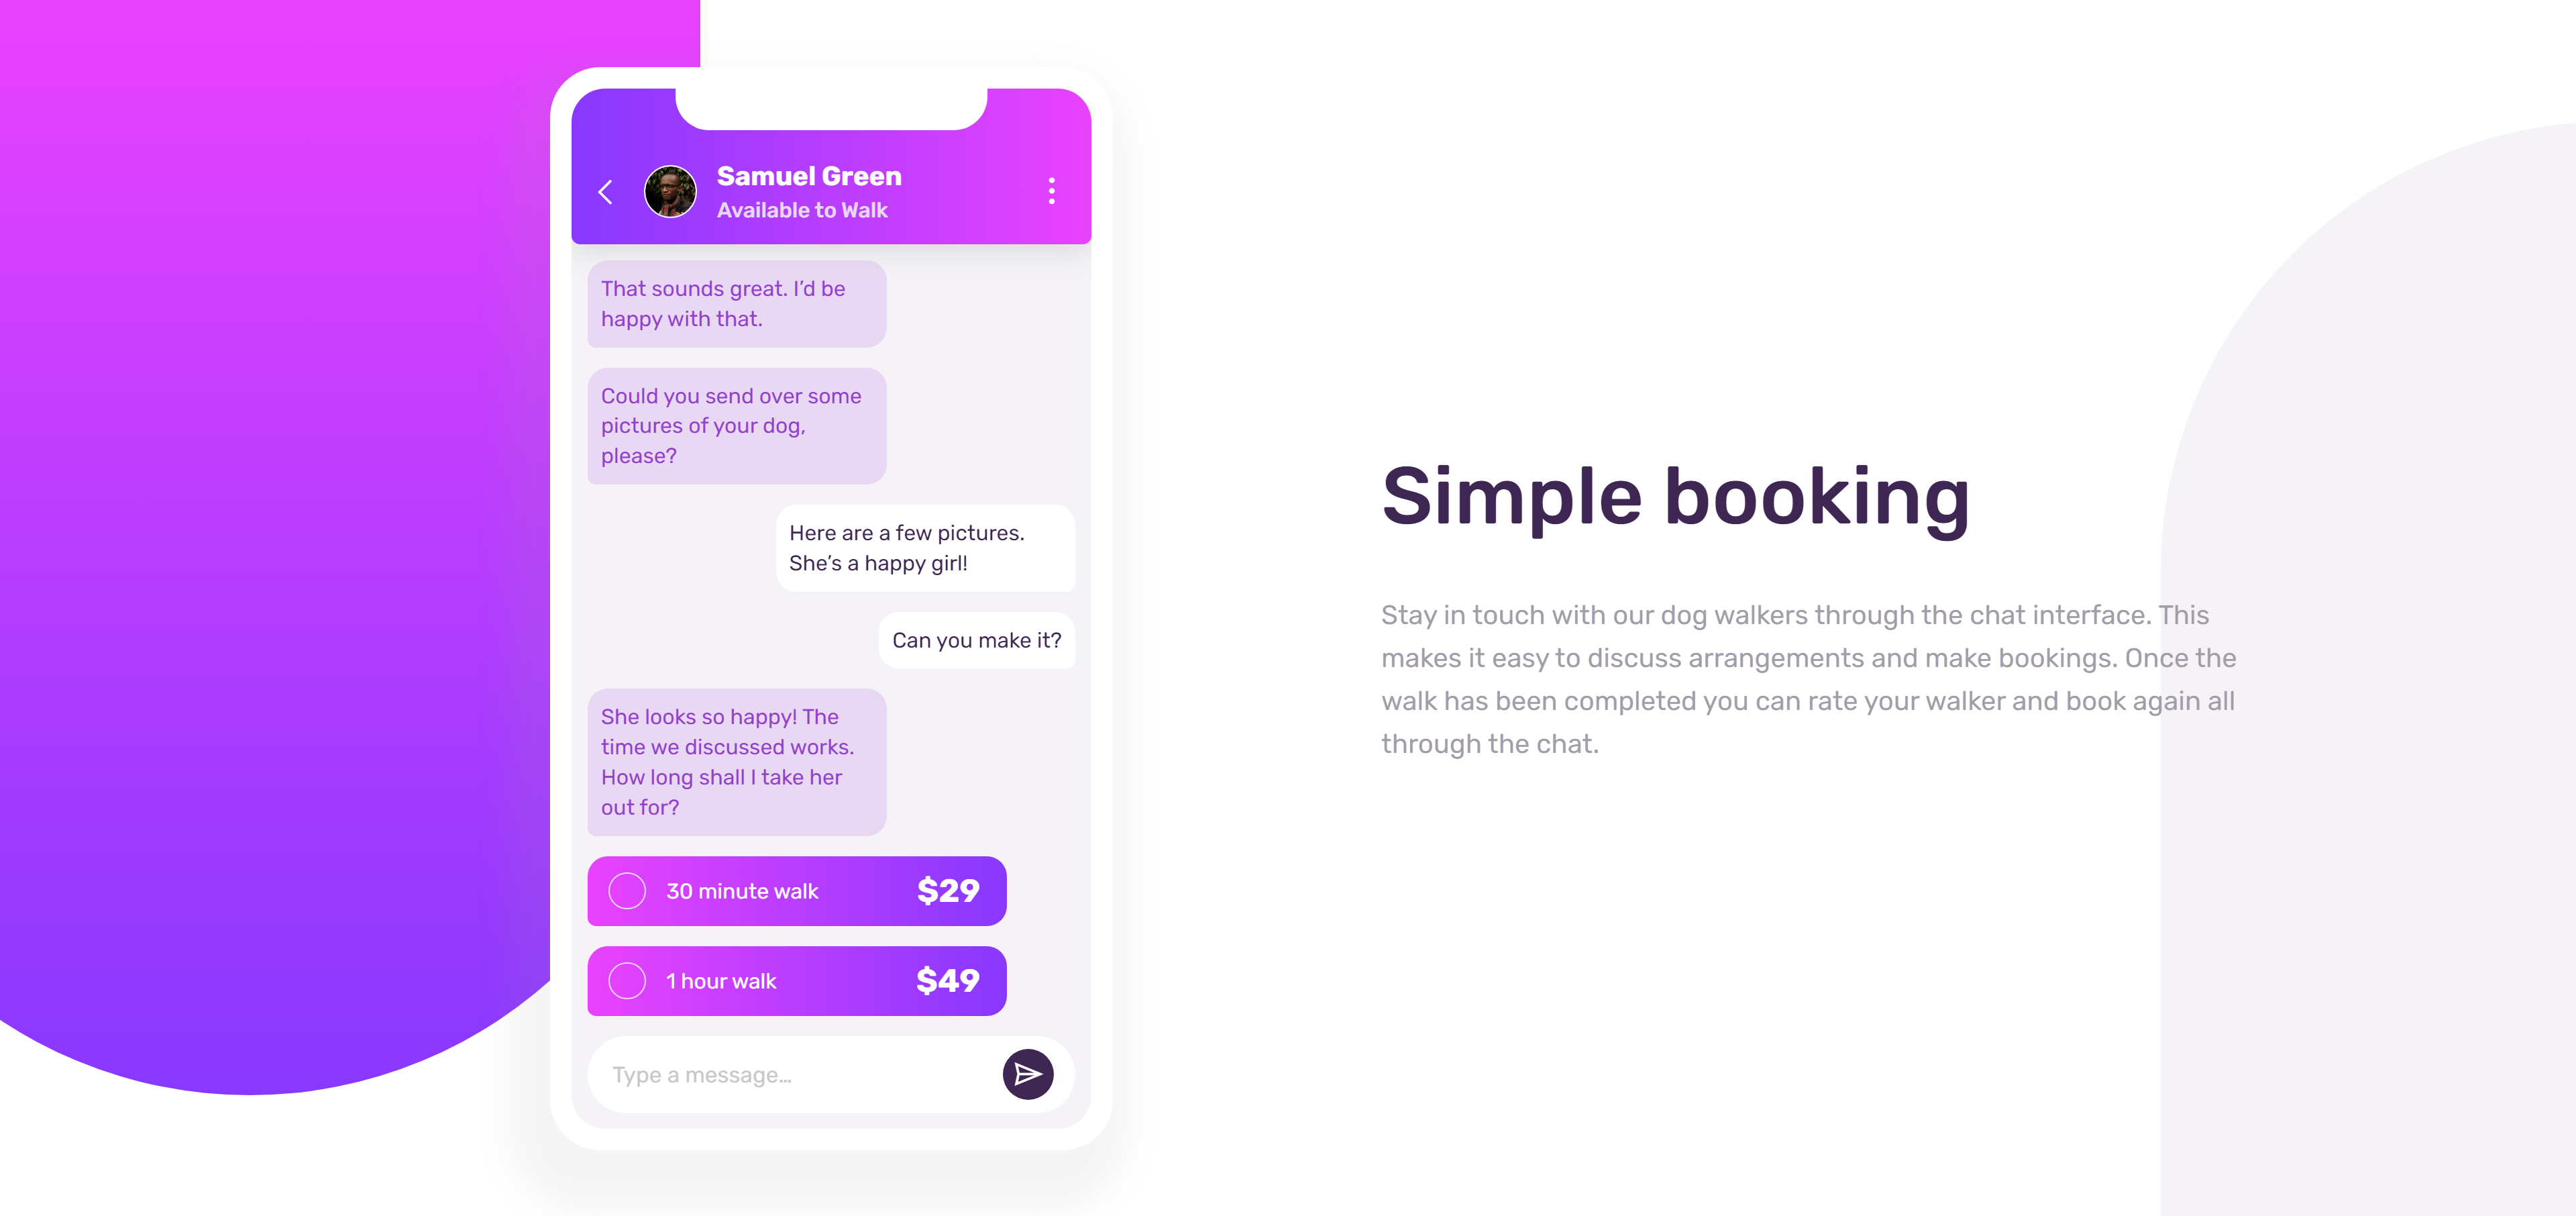 Samuel Green
Available to Walk
That sounds great. I’d be
happy with that.
Could you send over some
pictures of your dog,
please?
Here are a few pictures.
She’s a happy girl!
Can you make it?
She looks so happy! The
time we discussed works.
How long shall I take her
out for?
30 minute walk $29
1 hour walk $49
Type a message…
Simple booking
Stay in touch with our dog walkers through the chat interface. This
makes it easy to discuss arrangements and make bookings. Once the
walk has been completed you can rate your walker and book again all
through the chat.